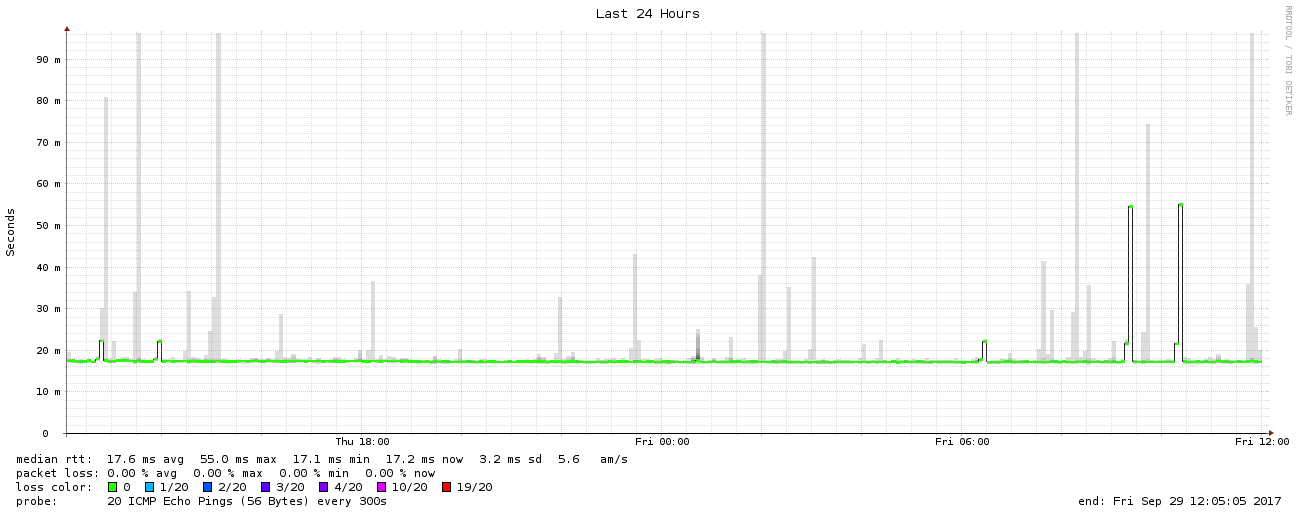 Last 24 Hours
RRDTOOL / TOBI OETIKER
Seconds
90 m
80 m
70 m
60 m
50 m
40 m
30 m
20 m
10 m
0
Thu 18:00 Fri 00:00 Fri 06:00 Fri 12:00
median rtt: 17.6 ms avg 55.0 ms max 17.1 ms min 17.2 ms now 3.2 ms sd 5.6 am/s
packet loss: 0.00 % avg 0.00 % max 0.00 % min 0.00 % now
loss color: 0 1/20 2/20 3/20 4/20 10/20 19/20
probe: 20 ICMP Echo Pings (56 Bytes) every 300s end: Fri Sep 29 12:05:05 2017